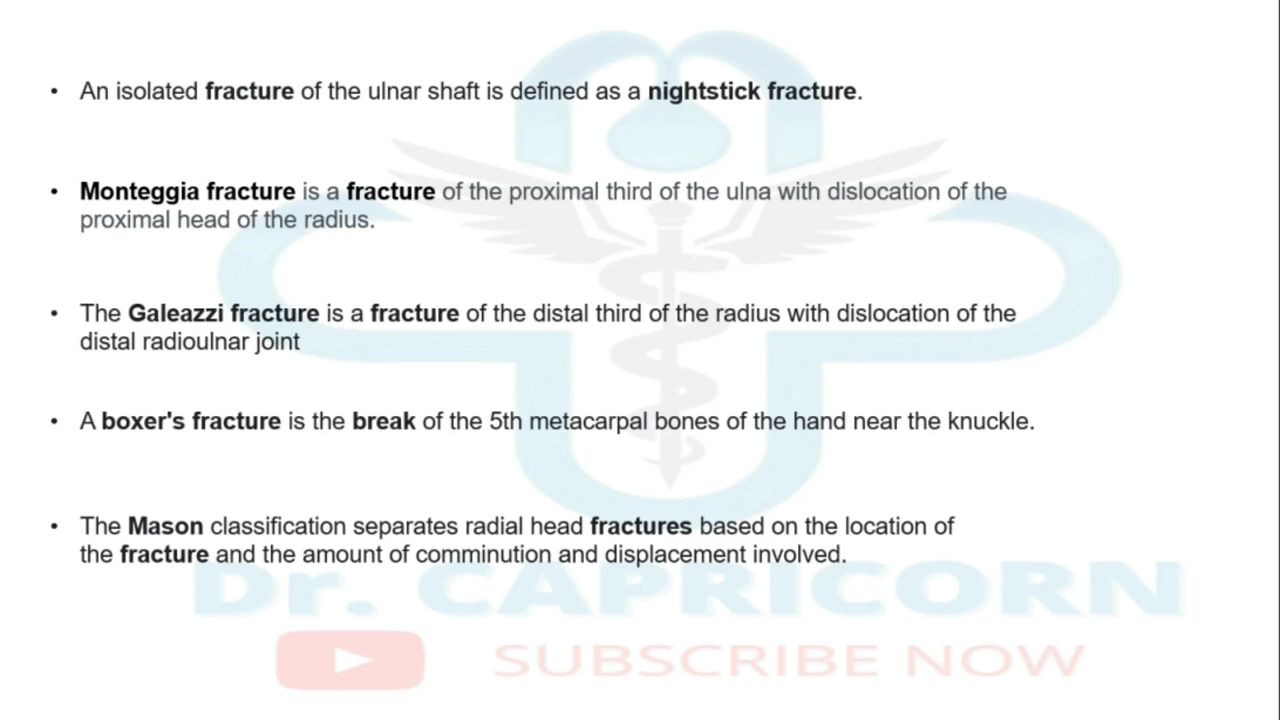 • An isolated fracture of the ulnar shaft is defined as a nightstick fracture.
• Monteggia fracture is a fracture of the proximal third of the ulna with dislocation of the
proximal head of the radius.
• The Galeazzi fracture is a fracture of the distal third of the radius with dislocation of the
distal radioulnar joint
• A boxer's fracture is the break of the 5th metacarpal bones of the hand near the knuckle.
• The Mason classification separates radial head fractures based on the location of
the fracture and the amount of comminution and displacement involved.
Dr. CAPRICORN
SUBSCRIBE NOW